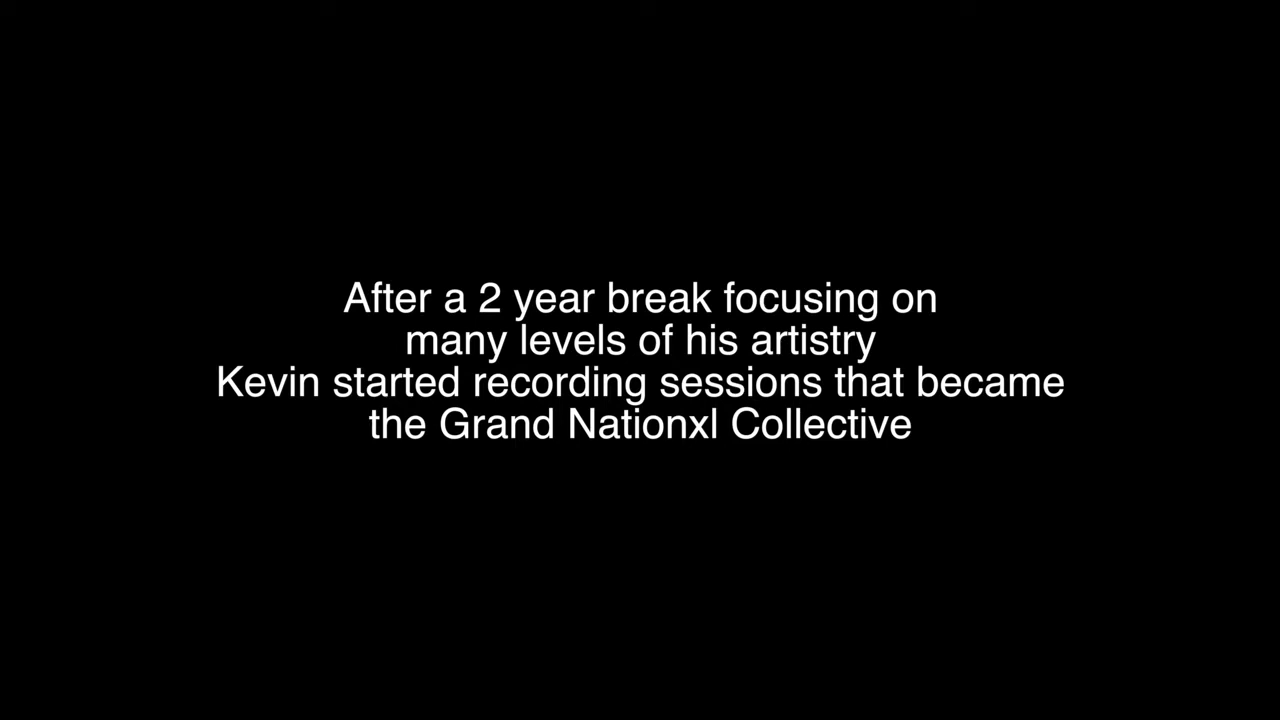 After a 2 year break focusing on
many levels of his artistry
Kevin started recording sessions that became
the Grand Nationxl Collective